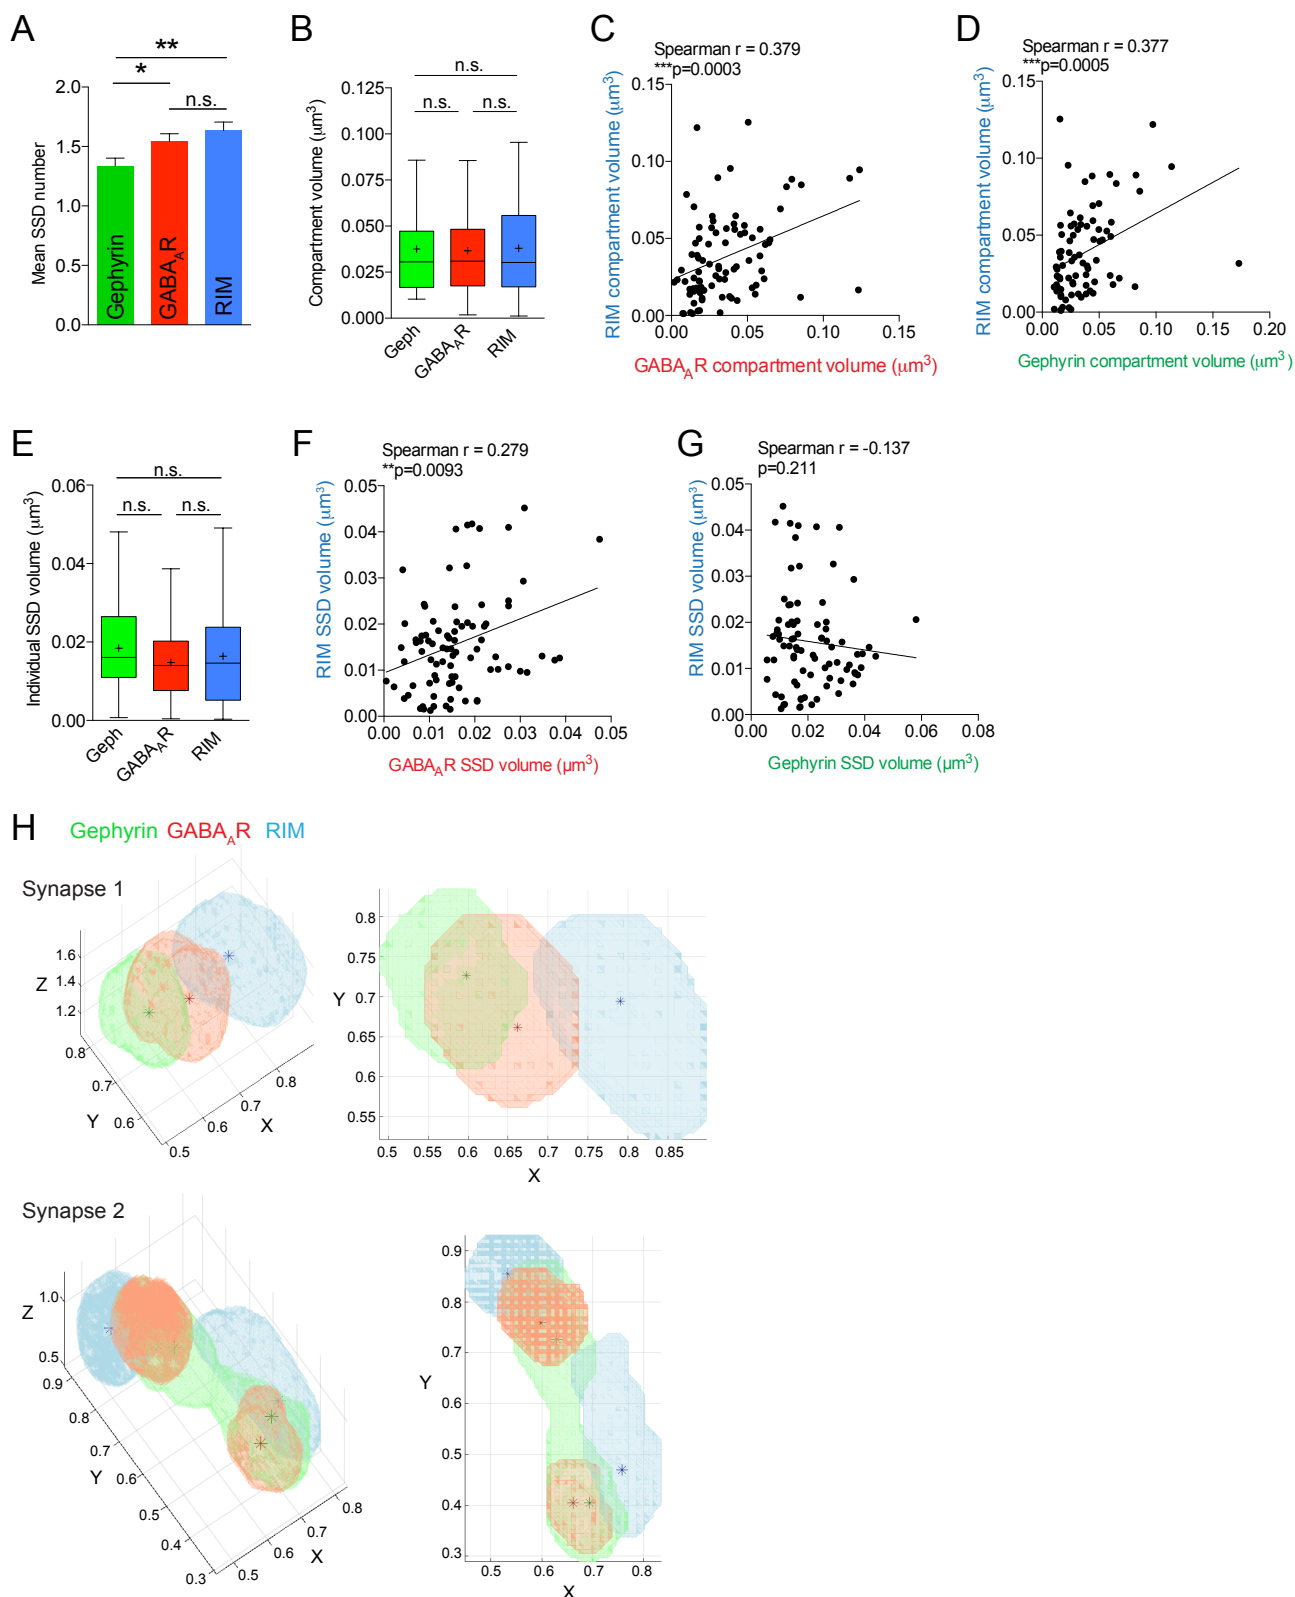 A
**
*
n.s.
2.0
1.5
1.0
0.5
0.0
Mean SSD number
Gephyrin
GABA_AR
RIM
B
n.s.
n.s.
n.s.
0.125
0.100
0.075
0.050
0.025
0.000
Compartment volume (μm³)
Geph
GABA_AR
RIM
C
Spearman r = 0.379
***p=0.0003
0.15
0.10
0.05
0.00
RIM compartment volume (μm³)
0.00 0.05 0.10 0.15
GABA_AR compartment volume (μm³)
D
Spearman r = 0.377
***p=0.0005
0.15
0.10
0.05
0.00
RIM compartment volume (μm³)
0.00 0.05 0.10 0.15 0.20
Gephyrin compartment volume (μm³)
E
n.s.
n.s.
n.s.
0.06
0.04
0.02
0.00
Individual SSD volume (μm³)
Geph
GABA_AR
RIM
F
Spearman r = 0.279
**p=0.0093
0.05
0.04
0.03
0.02
0.01
0.00
RIM SSD volume (μm³)
0.00 0.01 0.02 0.03 0.04 0.05
GABA_AR SSD volume (μm³)
G
Spearman r = -0.137
p=0.211
0.05
0.04
0.03
0.02
0.01
0.00
RIM SSD volume (μm³)
0.00 0.02 0.04 0.06 0.08
Gephyrin SSD volume (μm³)
H
Gephyrin GABA_AR RIM
Synapse 1
1.6
1.4
1.2
Z
0.8
0.7
0.6
Y
0.5
0.6
0.7
0.8
X
0.8
0.75
0.7
0.65
0.6
0.55
Y
0.5 0.55 0.6 0.65 0.7 0.75 0.8 0.85
X
Synapse 2
1.0
0.5
Z
0.9
0.8
0.7
0.6
0.5
0.4
0.3
Y
0.5
0.6
0.7
0.8
X
0.9
0.8
0.7
0.6
0.5
0.4
0.3
Y
0.5 0.6 0.7 0.8
X